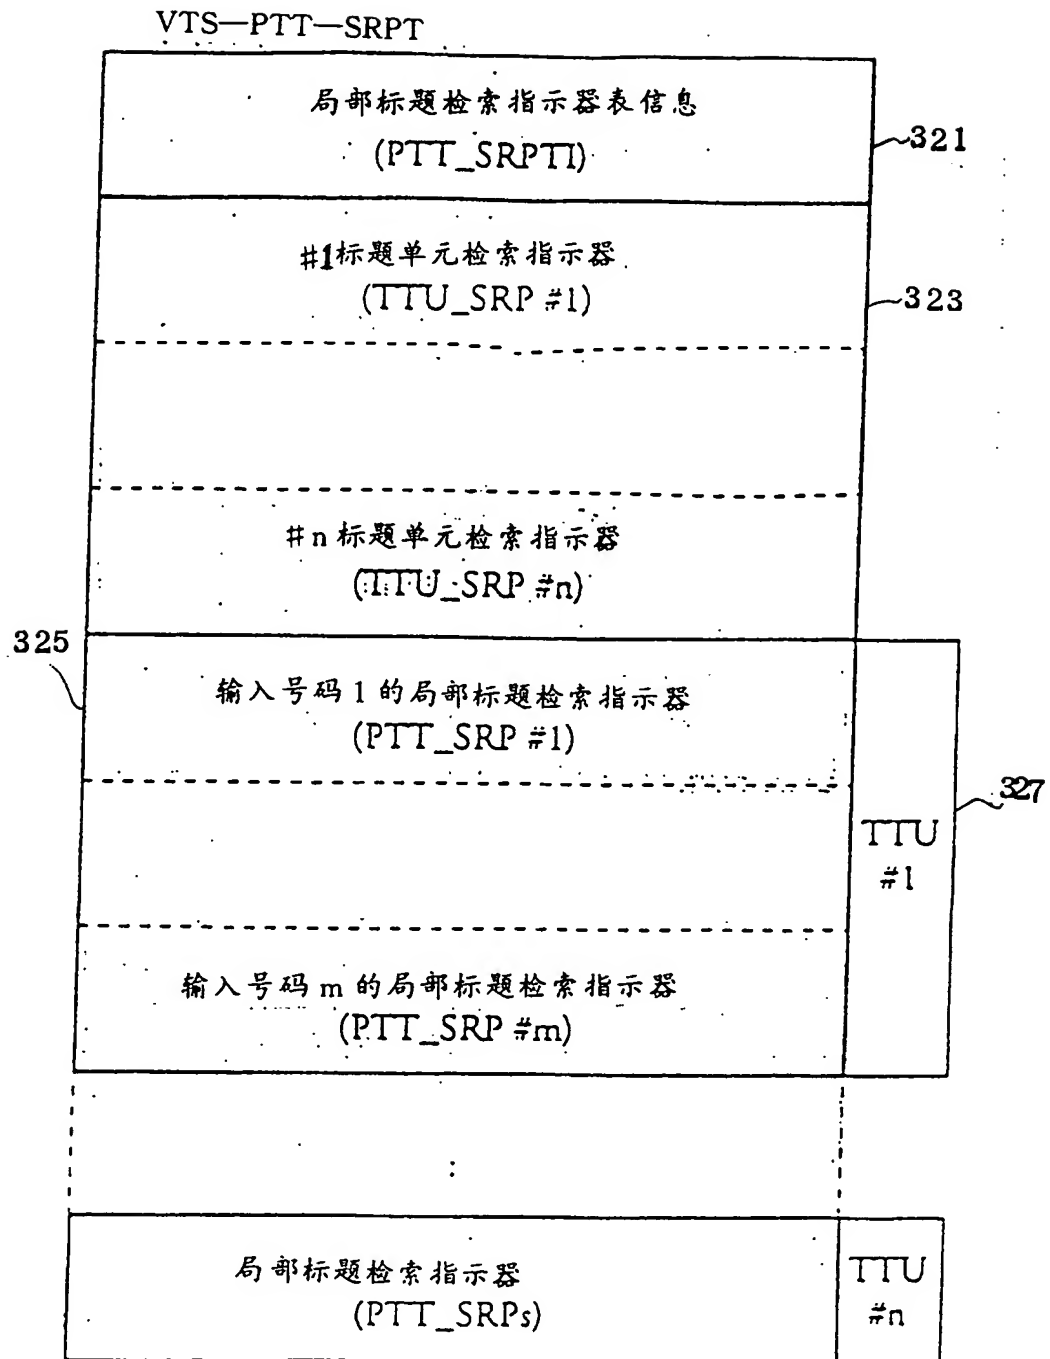 VTS—PTT—SRPT
局部标题检索指示器表信息
(PTT_SRPTI)
321
#1标题单元检索指示器
(TTU_SRP #1)
323
#n标题单元检索指示器
(TTU_SRP #n)
325
输入号码1的局部标题检索指示器
(PTT_SRP #1)
327
TTU
#1
输入号码m的局部标题检索指示器
(PTT_SRP #m)
局部标题检索指示器
(PTT_SRPs)
TTU
#n